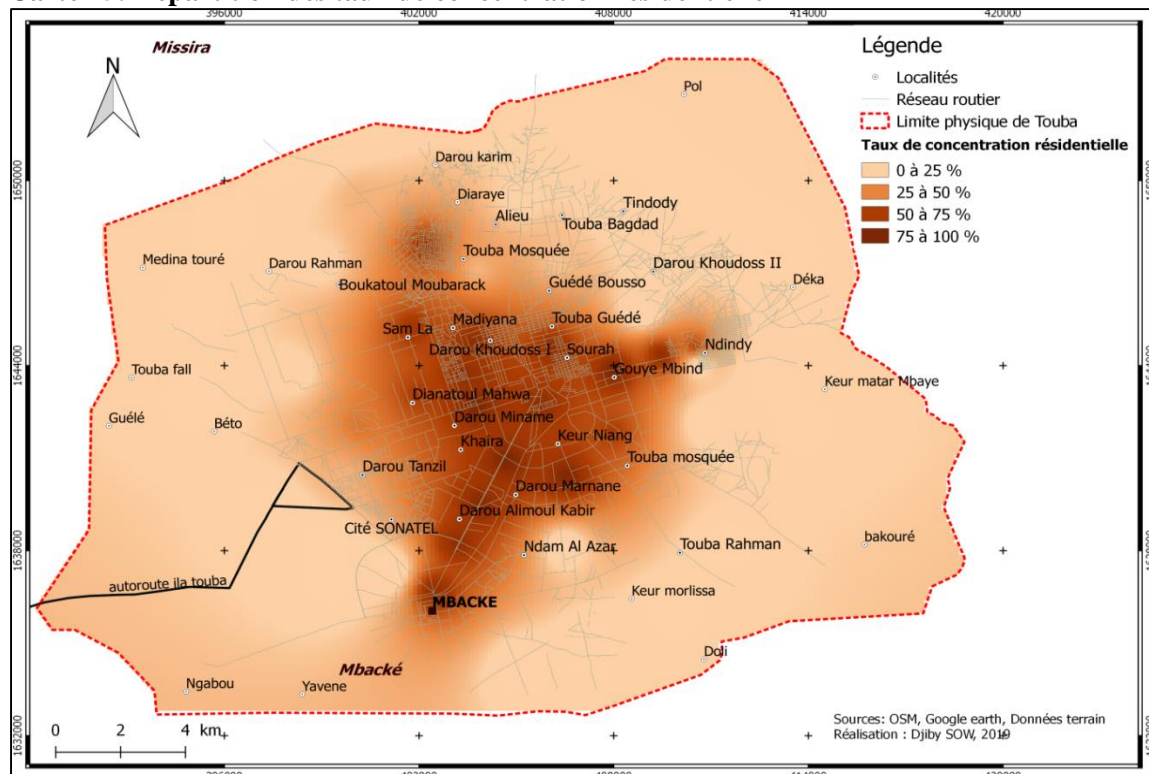 396000 402000 408000 414000 420000
Missira
N
Légende
Localités
Réseau routier
Limite physique de Touba
Taux de concentration résidentielle
0 à 25 %
25 à 50 %
50 à 75 %
75 à 100 %
Pol
Darou karim
1650000
Diaraye
Tindody
Alieu
Touba Bagdad
Touba Mosquée
Medina touré
Darou Rahman
Darou Khoudoss II
Boukatoul Moubarack
Guédé Bousso
Déka
Madiyana
Touba Guédé
Sam La
Darou Khoudoss I
Sourah
Ndindy
1644000
Gouye Mbind
Touba fall
Keur matar Mbaye
Dianatoul Mahwa
Guélé
Béto
Darou Miname
Khaira
Keur Niang
Touba mosquée
Darou Tanzil
Darou Marnane
Darou Alimoul Kabir
Cité SONATEL
1638000
Ndam Al Azar
Touba Rahman
bakouré
autoroute ila touba
Keur morlissa
MBACKE
Mbacké
Doli
Ngabou
Yavene
0 2 4 km
1632000
Sources: OSM, Google earth, Données terrain
Réalisation : Djiby SOW, 2019